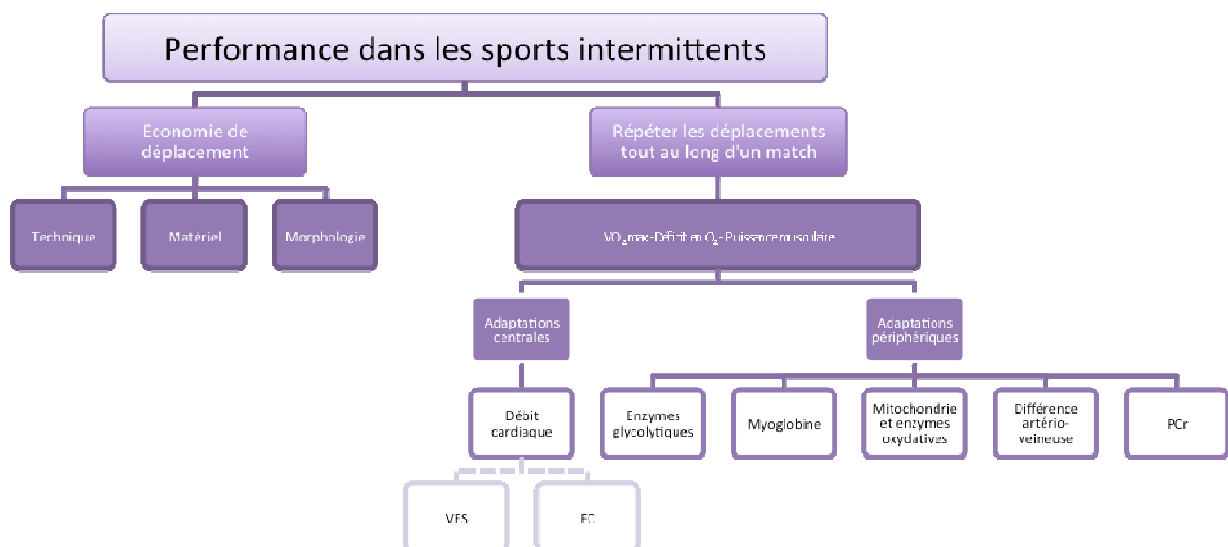 Performance dans les sports intermittents
Economie de
déplacement
Répéter les déplacements
tout au long d'un match
Technique
Matériel
Morphologie
VO₂max - Déficit en O₂ - Puissance musculaire
Adaptations
centrales
Adaptations
périphériques
Débit
cardiaque
Enzymes
glycolytiques
Myoglobine
Mitochondrie
et enzymes
oxydatives
Différence
artério-
veineuse
PCr
VES
FC